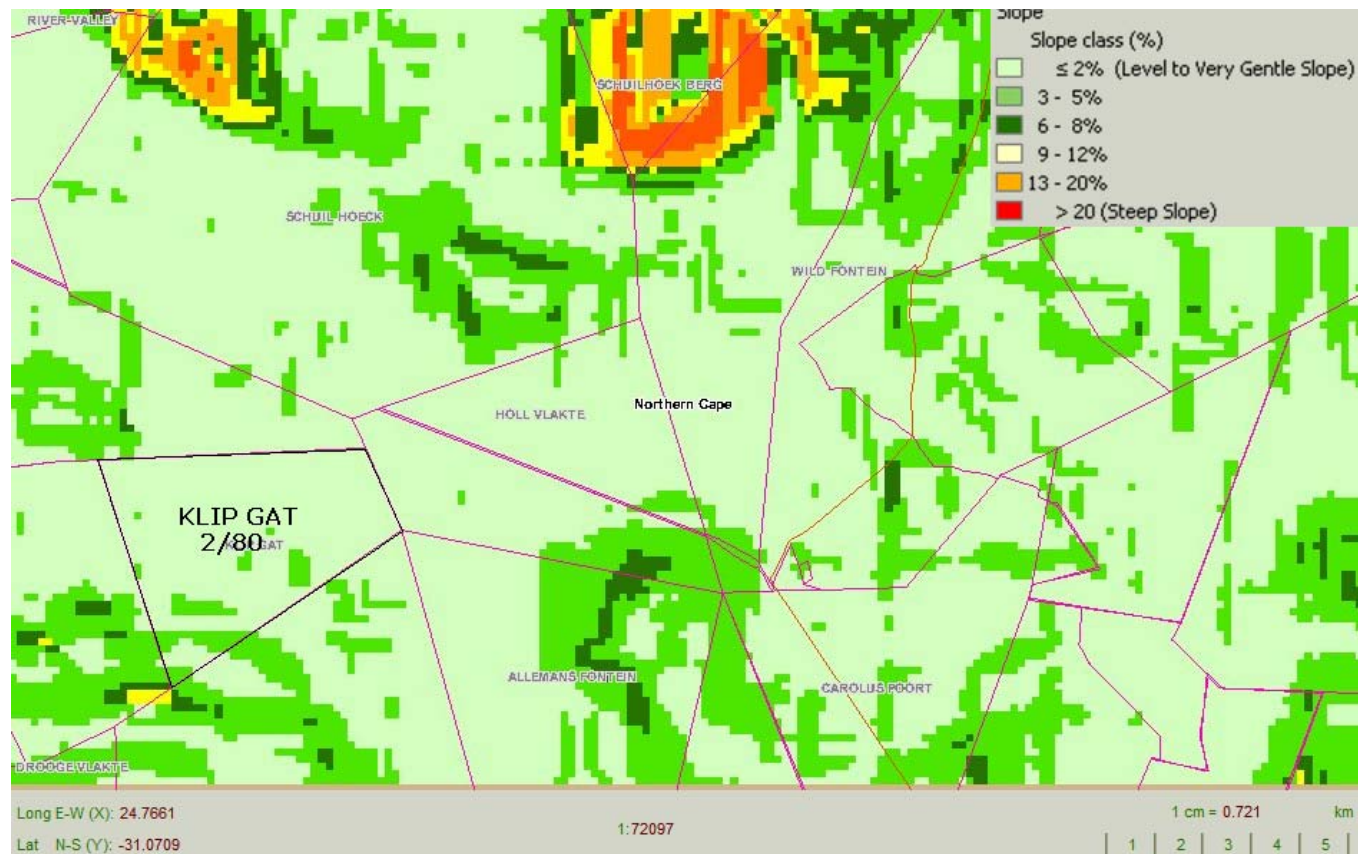 RIVER-VALLEY
Slope
Slope class (%)
≤ 2% (Level to Very Gentle Slope)
3 - 5%
6 - 8%
9 - 12%
13 - 20%
> 20 (Steep Slope)
SCHUILHOEK BERG
SCHUIL HOECK
WILD FONTEIN
Northern Cape
HOLL VLAKTE
KLIP GAT
2/80
KLIP GAT
ALLEMANS FONTEIN
CAROLUS POORT
DROOGE VLAKTE
Long E-W (X): 24.7661
Lat N-S (Y): -31.0709
1:72097
1 cm = 0.721 km
1 | 2 | 3 | 4 | 5 |